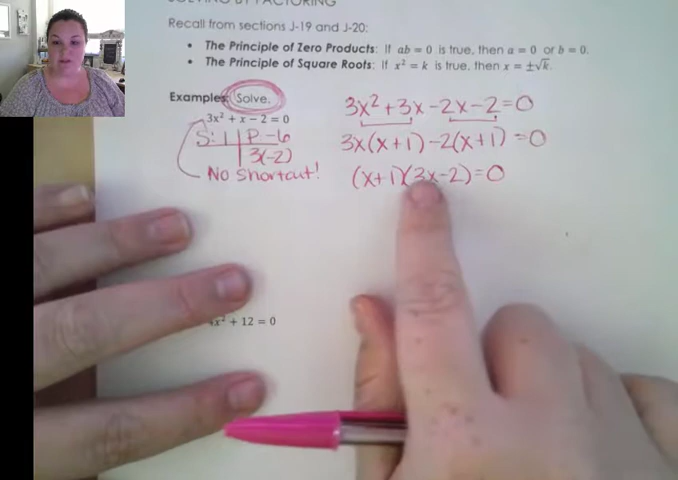 SOLVING BY FACTORING
Recall from sections J-19 and J-20:
• The Principle of Zero Products: If ab = 0 is true, then a = 0 or b = 0.
• The Principle of Square Roots: If x² = k is true, then x = ±√k.
Examples: Solve.
3x² + x − 2 = 0
S: 1 | P −6
3(−2)
No Shortcut!
3x² + 3x − 2x − 2 = 0
3x(x+1) − 2(x+1) = 0
(x+1)(3x−2) = 0
4x² + 12 = 0